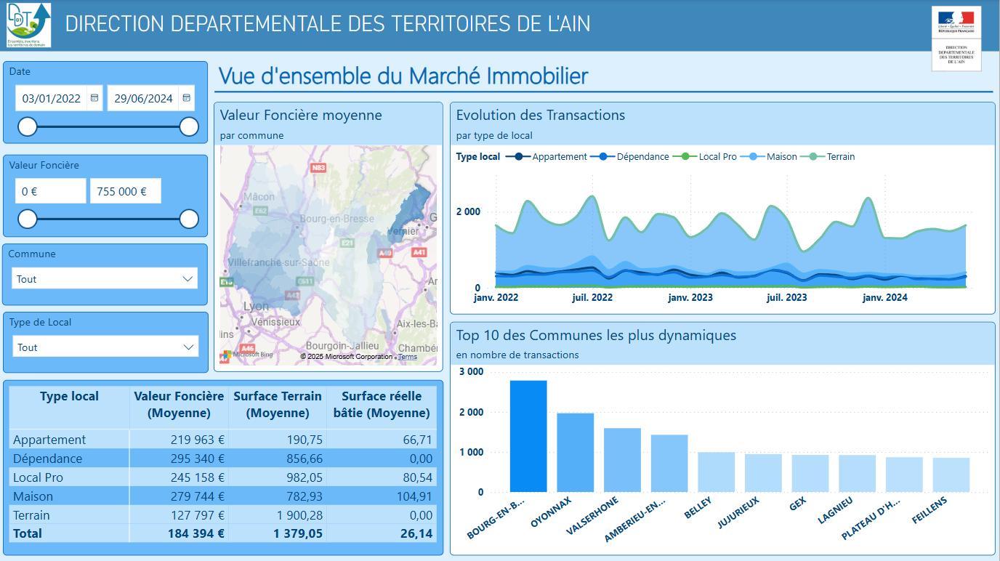 DDT
01
Ensemble, inventons
les territoires de demain
DIRECTION DEPARTEMENTALE DES TERRITOIRES DE L'AIN
Liberté • Égalité • Fraternité
RÉPUBLIQUE FRANÇAISE
DIRECTION
DEPARTEMENTALE
DES TERRITOIRES
DE L'AIN
Date
03/01/2022
29/06/2024
Valeur Foncière
0 €
755 000 €
Commune
Tout
Type de Local
Tout
Vue d'ensemble du Marché Immobilier
Valeur Foncière moyenne
par commune
N83
Mâcon
E62
Bourg-en-Bresse
G
Vernier
E21
A40
A41
Villefranche-sur-Saône
E15
E611
Ar
A42
Lyon
Vénissieux
lins
Aix-les-Ba
Bourgoin-Jallieu
Chambér
A46
Microsoft Bing
© 2025 Microsoft Corporation
Terms
Evolution des Transactions
par type de local
Type local Appartement Dépendance Local Pro Maison Terrain
2 000
0
janv. 2022 juil. 2022 janv. 2023 juil. 2023 janv. 2024
Top 10 des Communes les plus dynamiques
en nombre de transactions
3 000
2 000
1 000
0
BOURG-EN-B...
OYONNAX
VALSERHONE
AMBERIEU-EN-...
BELLEY
JUJURIEUX
GEX
LAGNIEU
PLATEAU D'H...
FEILLENS
Type local Valeur Foncière (Moyenne) Surface Terrain (Moyenne) Surface réelle bâtie (Moyenne)
Appartement 219 963 € 190,75 66,71
Dépendance 295 340 € 856,66 0,00
Local Pro 245 158 € 982,05 80,54
Maison 279 744 € 782,93 104,91
Terrain 127 797 € 1 900,28 0,00
Total 184 394 € 1 379,05 26,14